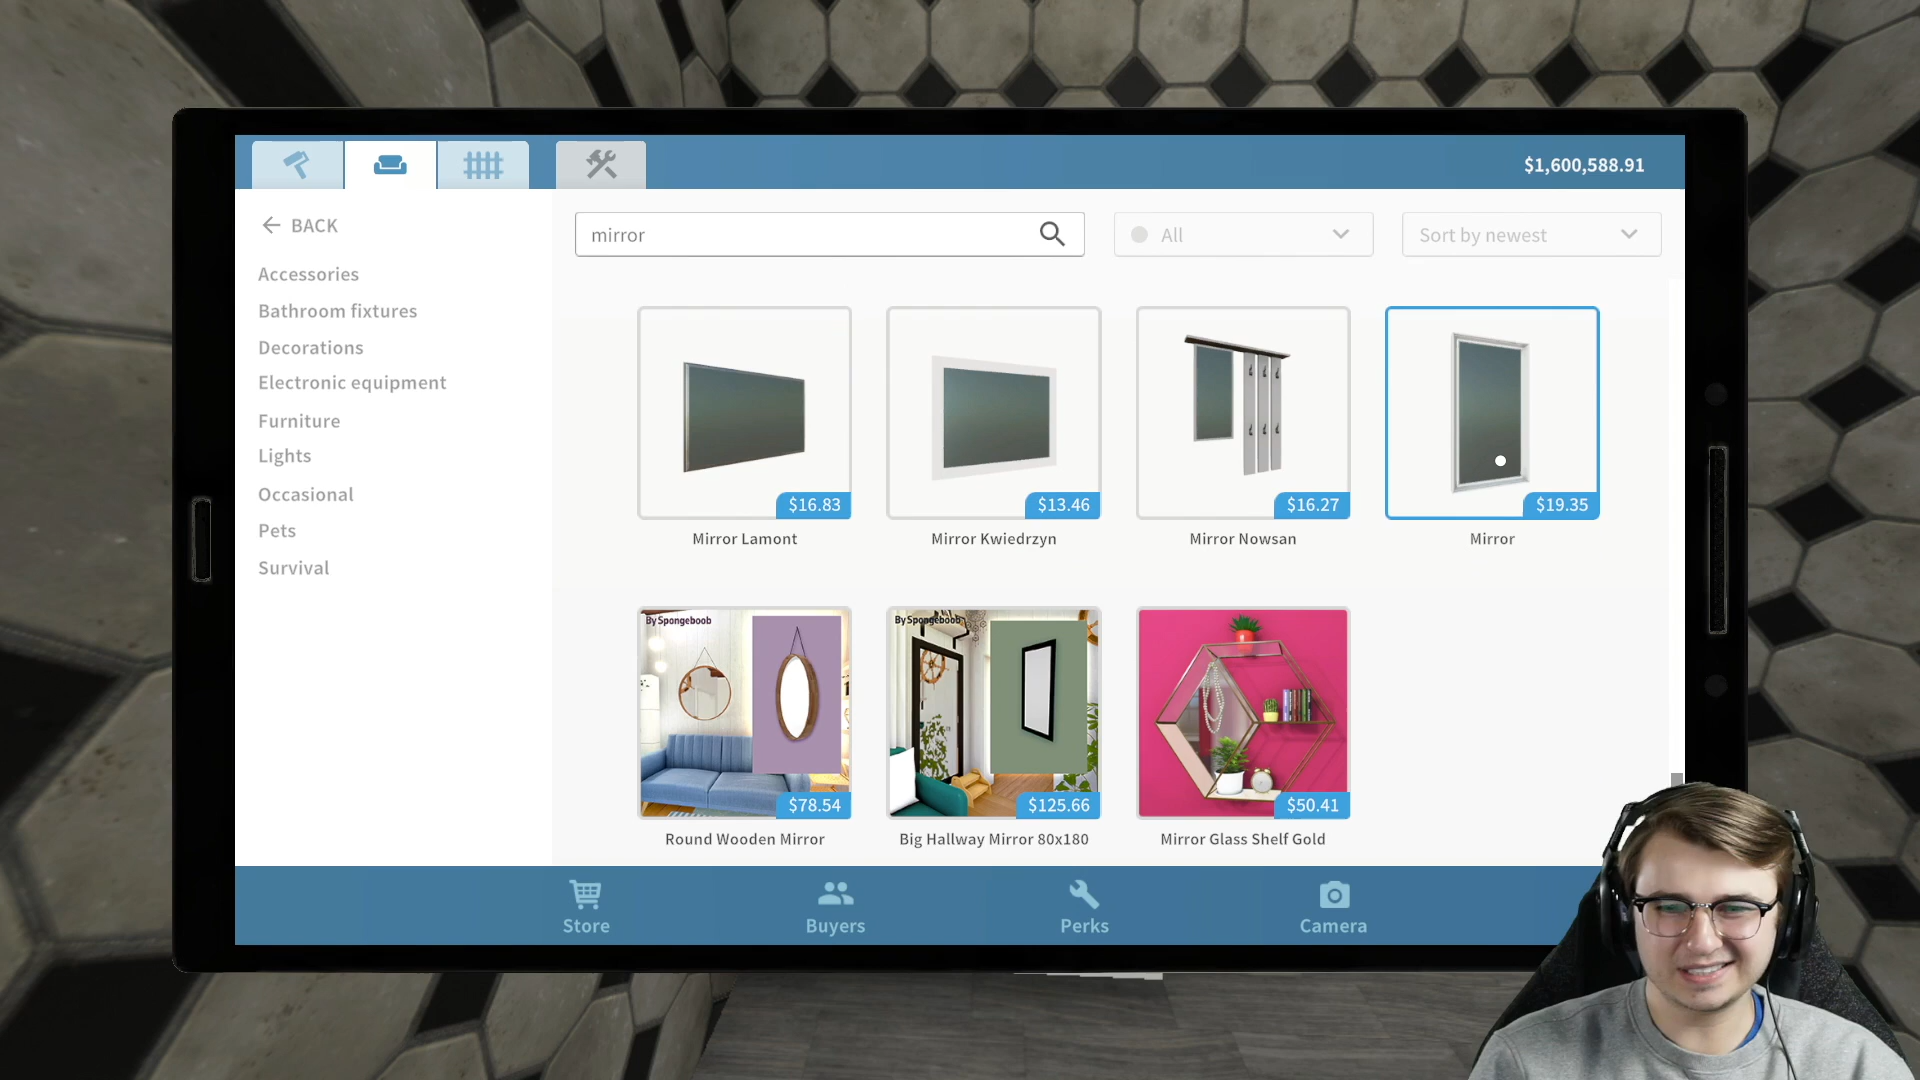 $1,600,588.91
BACK
mirror
All
Sort by newest
Accessories
Bathroom fixtures
Decorations
Electronic equipment
Furniture
Lights
Occasional
Pets
Survival
$16.83
$13.46
$16.27
$19.35
Mirror Lamont
Mirror Kwiedrzyn
Mirror Nowsan
Mirror
By Spongeboob
By Spongeboob
$78.54
$125.66
$50.41
Round Wooden Mirror
Big Hallway Mirror 80x180
Mirror Glass Shelf Gold
Store
Buyers
Perks
Camera